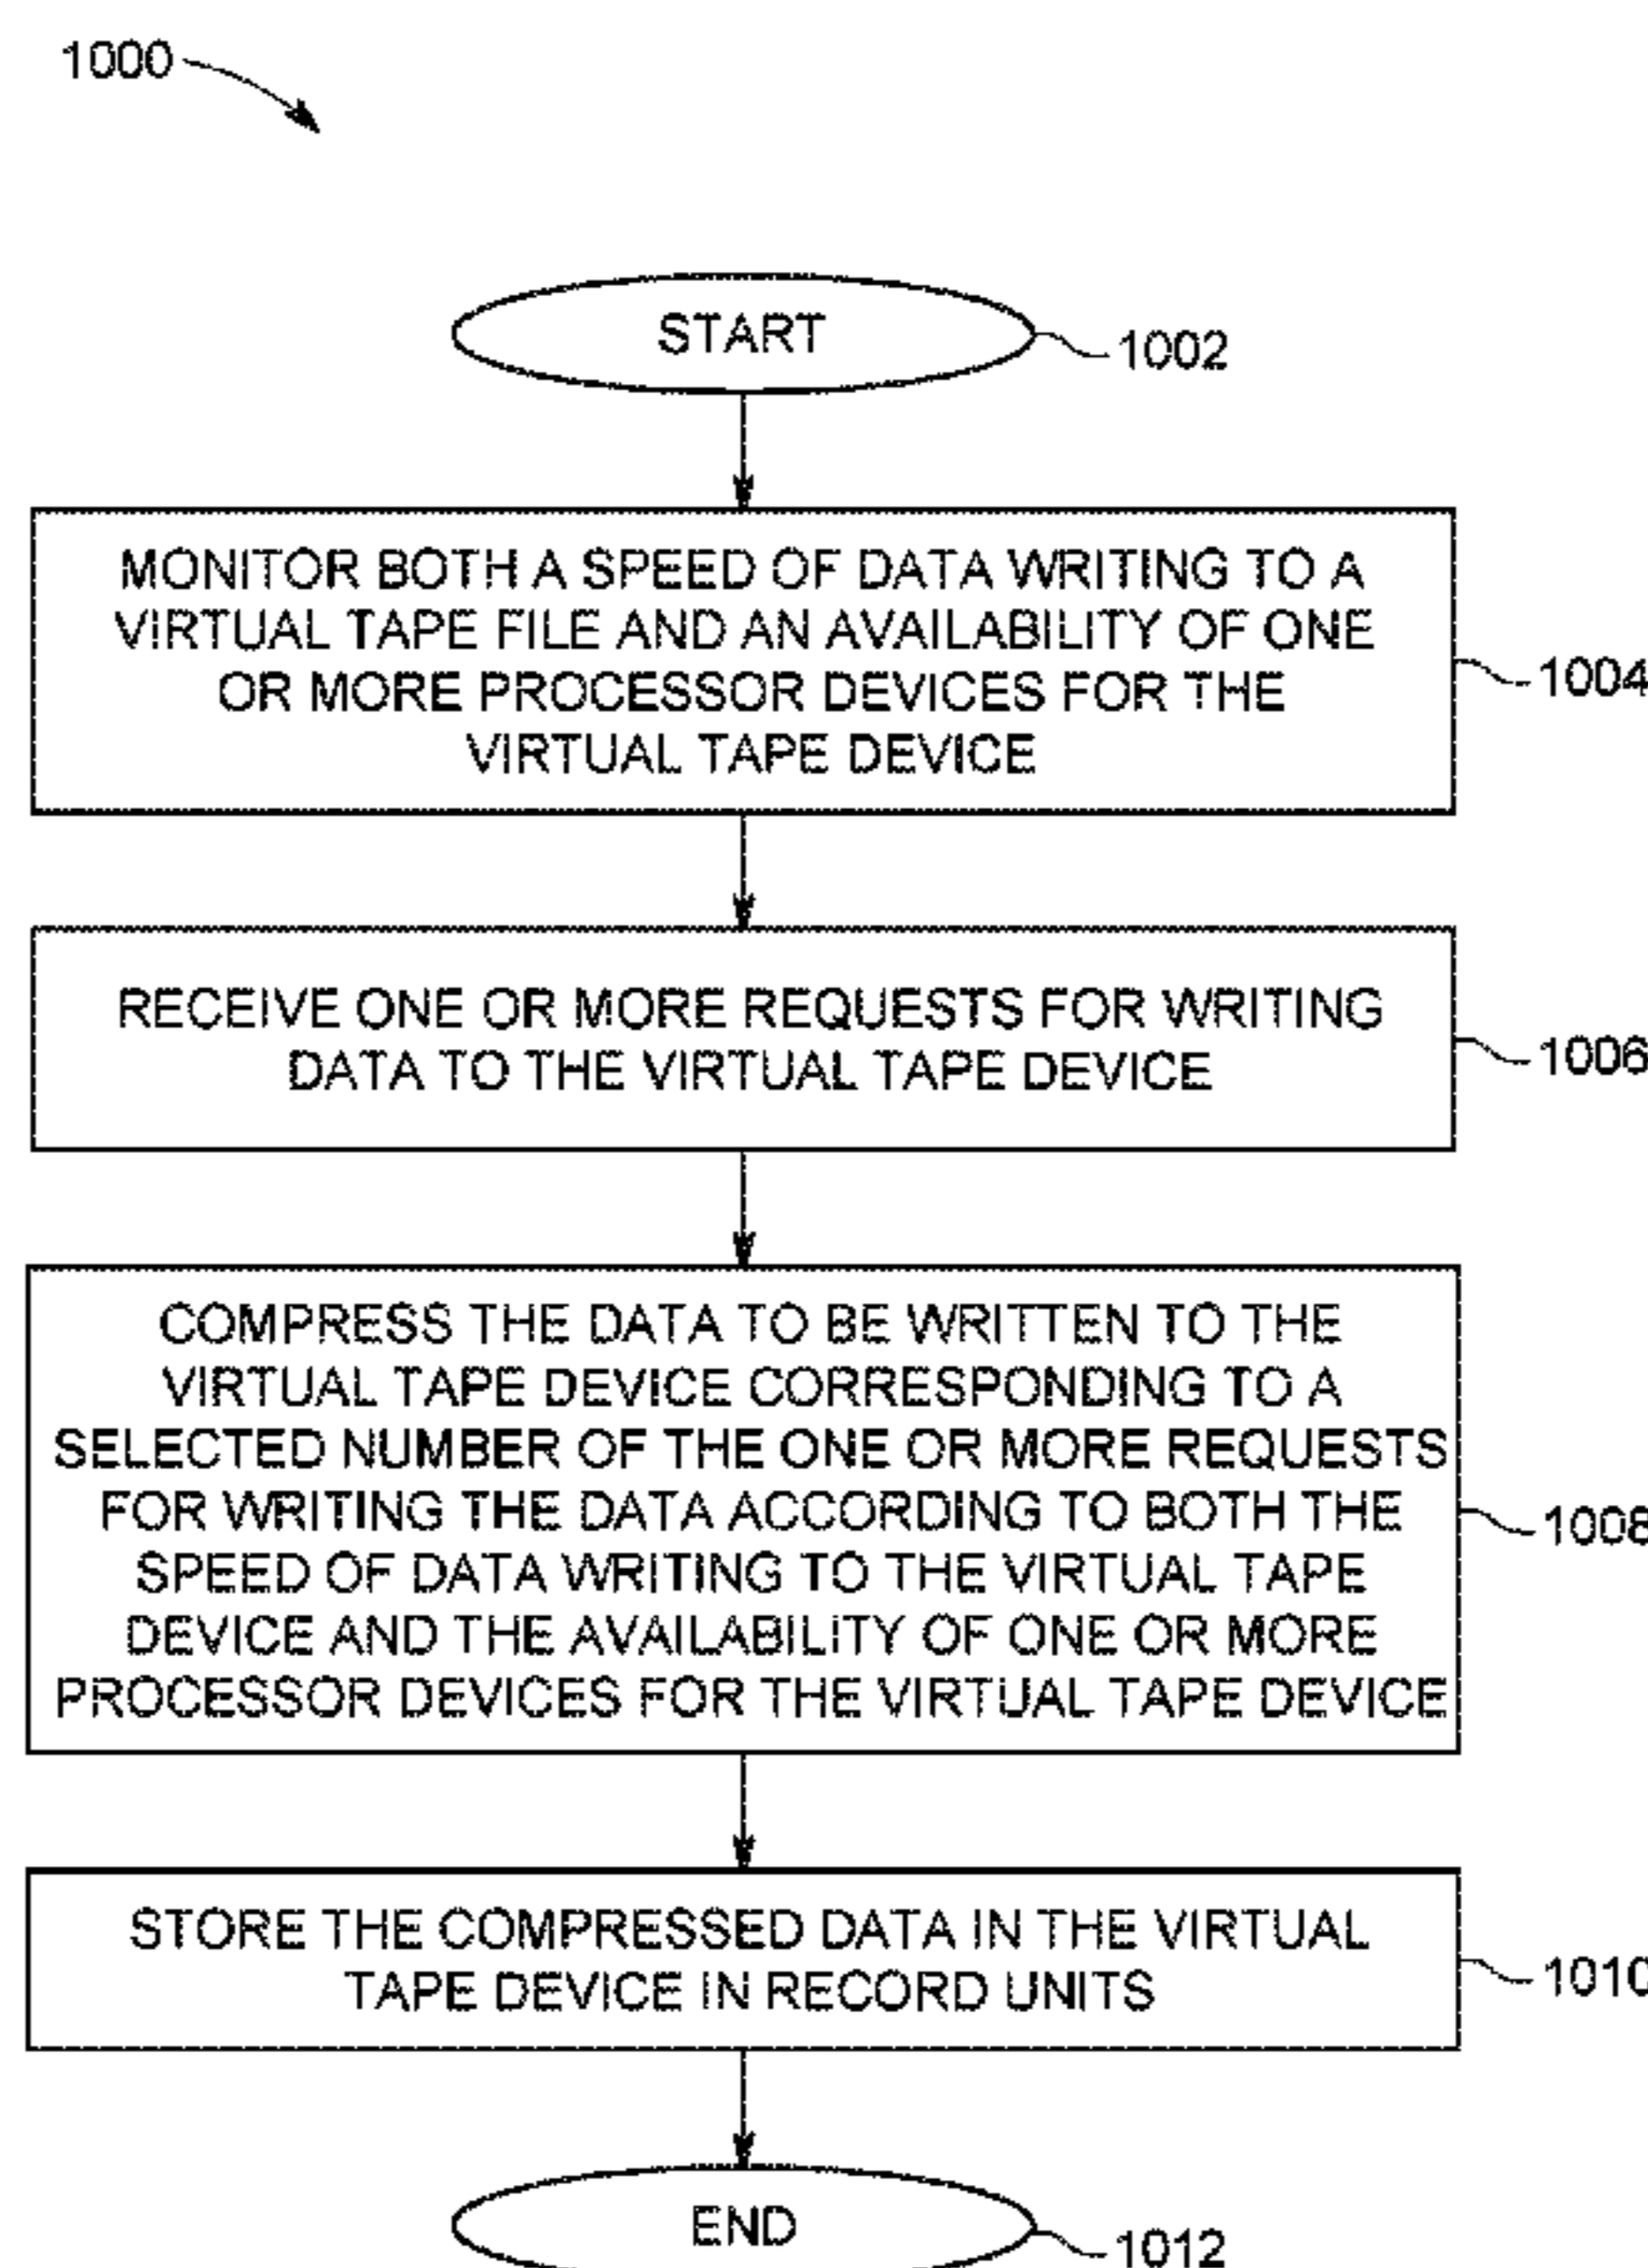 1000
START
1002
MONITOR BOTH A SPEED OF DATA WRITING TO A
VIRTUAL TAPE FILE AND AN AVAILABILITY OF ONE
OR MORE PROCESSOR DEVICES FOR THE
VIRTUAL TAPE DEVICE
1004
RECEIVE ONE OR MORE REQUESTS FOR WRITING
DATA TO THE VIRTUAL TAPE DEVICE
1006
COMPRESS THE DATA TO BE WRITTEN TO THE
VIRTUAL TAPE DEVICE CORRESPONDING TO A
SELECTED NUMBER OF THE ONE OR MORE REQUESTS
FOR WRITING THE DATA ACCORDING TO BOTH THE
SPEED OF DATA WRITING TO THE VIRTUAL TAPE
DEVICE AND THE AVAILABILITY OF ONE OR MORE
PROCESSOR DEVICES FOR THE VIRTUAL TAPE DEVICE
1008
STORE THE COMPRESSED DATA IN THE VIRTUAL
TAPE DEVICE IN RECORD UNITS
1010
END
1012